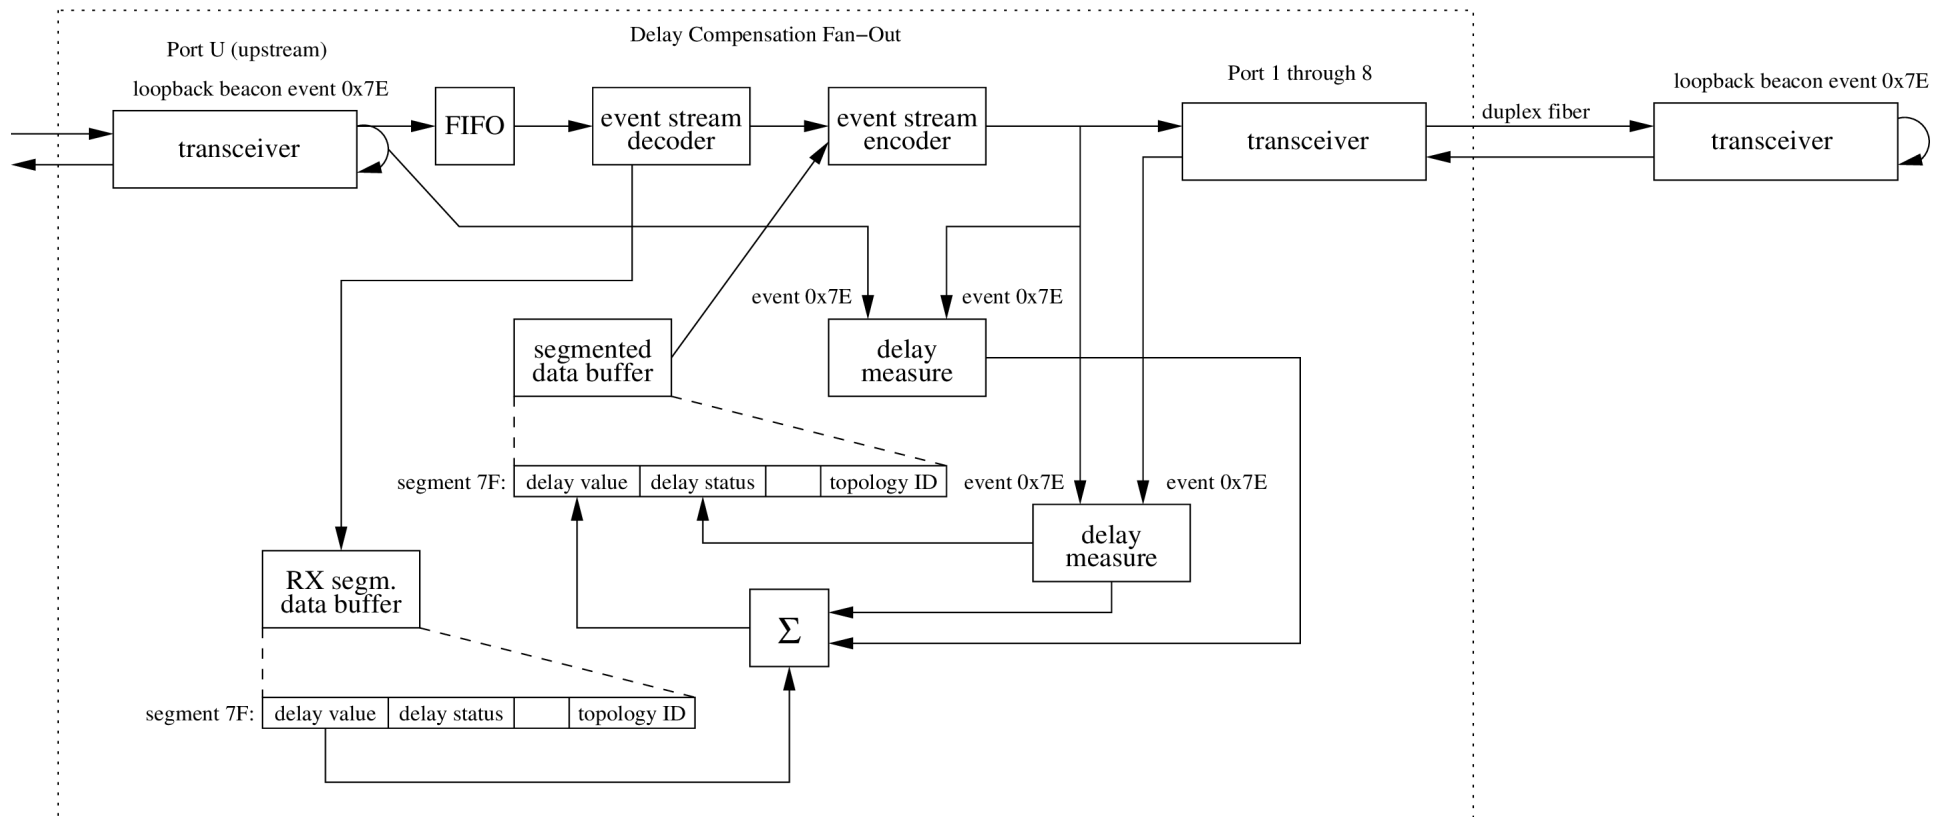 Delay Compensation Fan−Out
Port U (upstream)
loopback beacon event 0x7E
Port 1 through 8
loopback beacon event 0x7E
transceiver
FIFO
event stream
decoder
event stream
encoder
transceiver
duplex fiber
transceiver
event 0x7E
event 0x7E
segmented
data buffer
delay
measure
segment 7F:
delay value
delay status
topology ID
event 0x7E
event 0x7E
delay
measure
RX segm.
data buffer
Σ
segment 7F:
delay value
delay status
topology ID